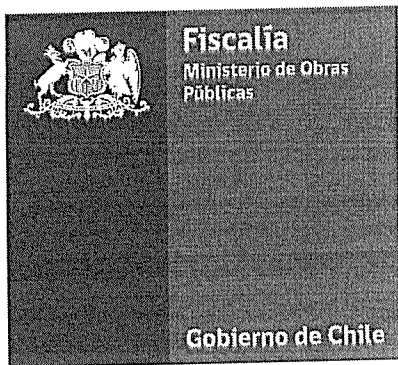 Fiscalía
Ministerio de Obras
Públicas
Gobierno de Chile